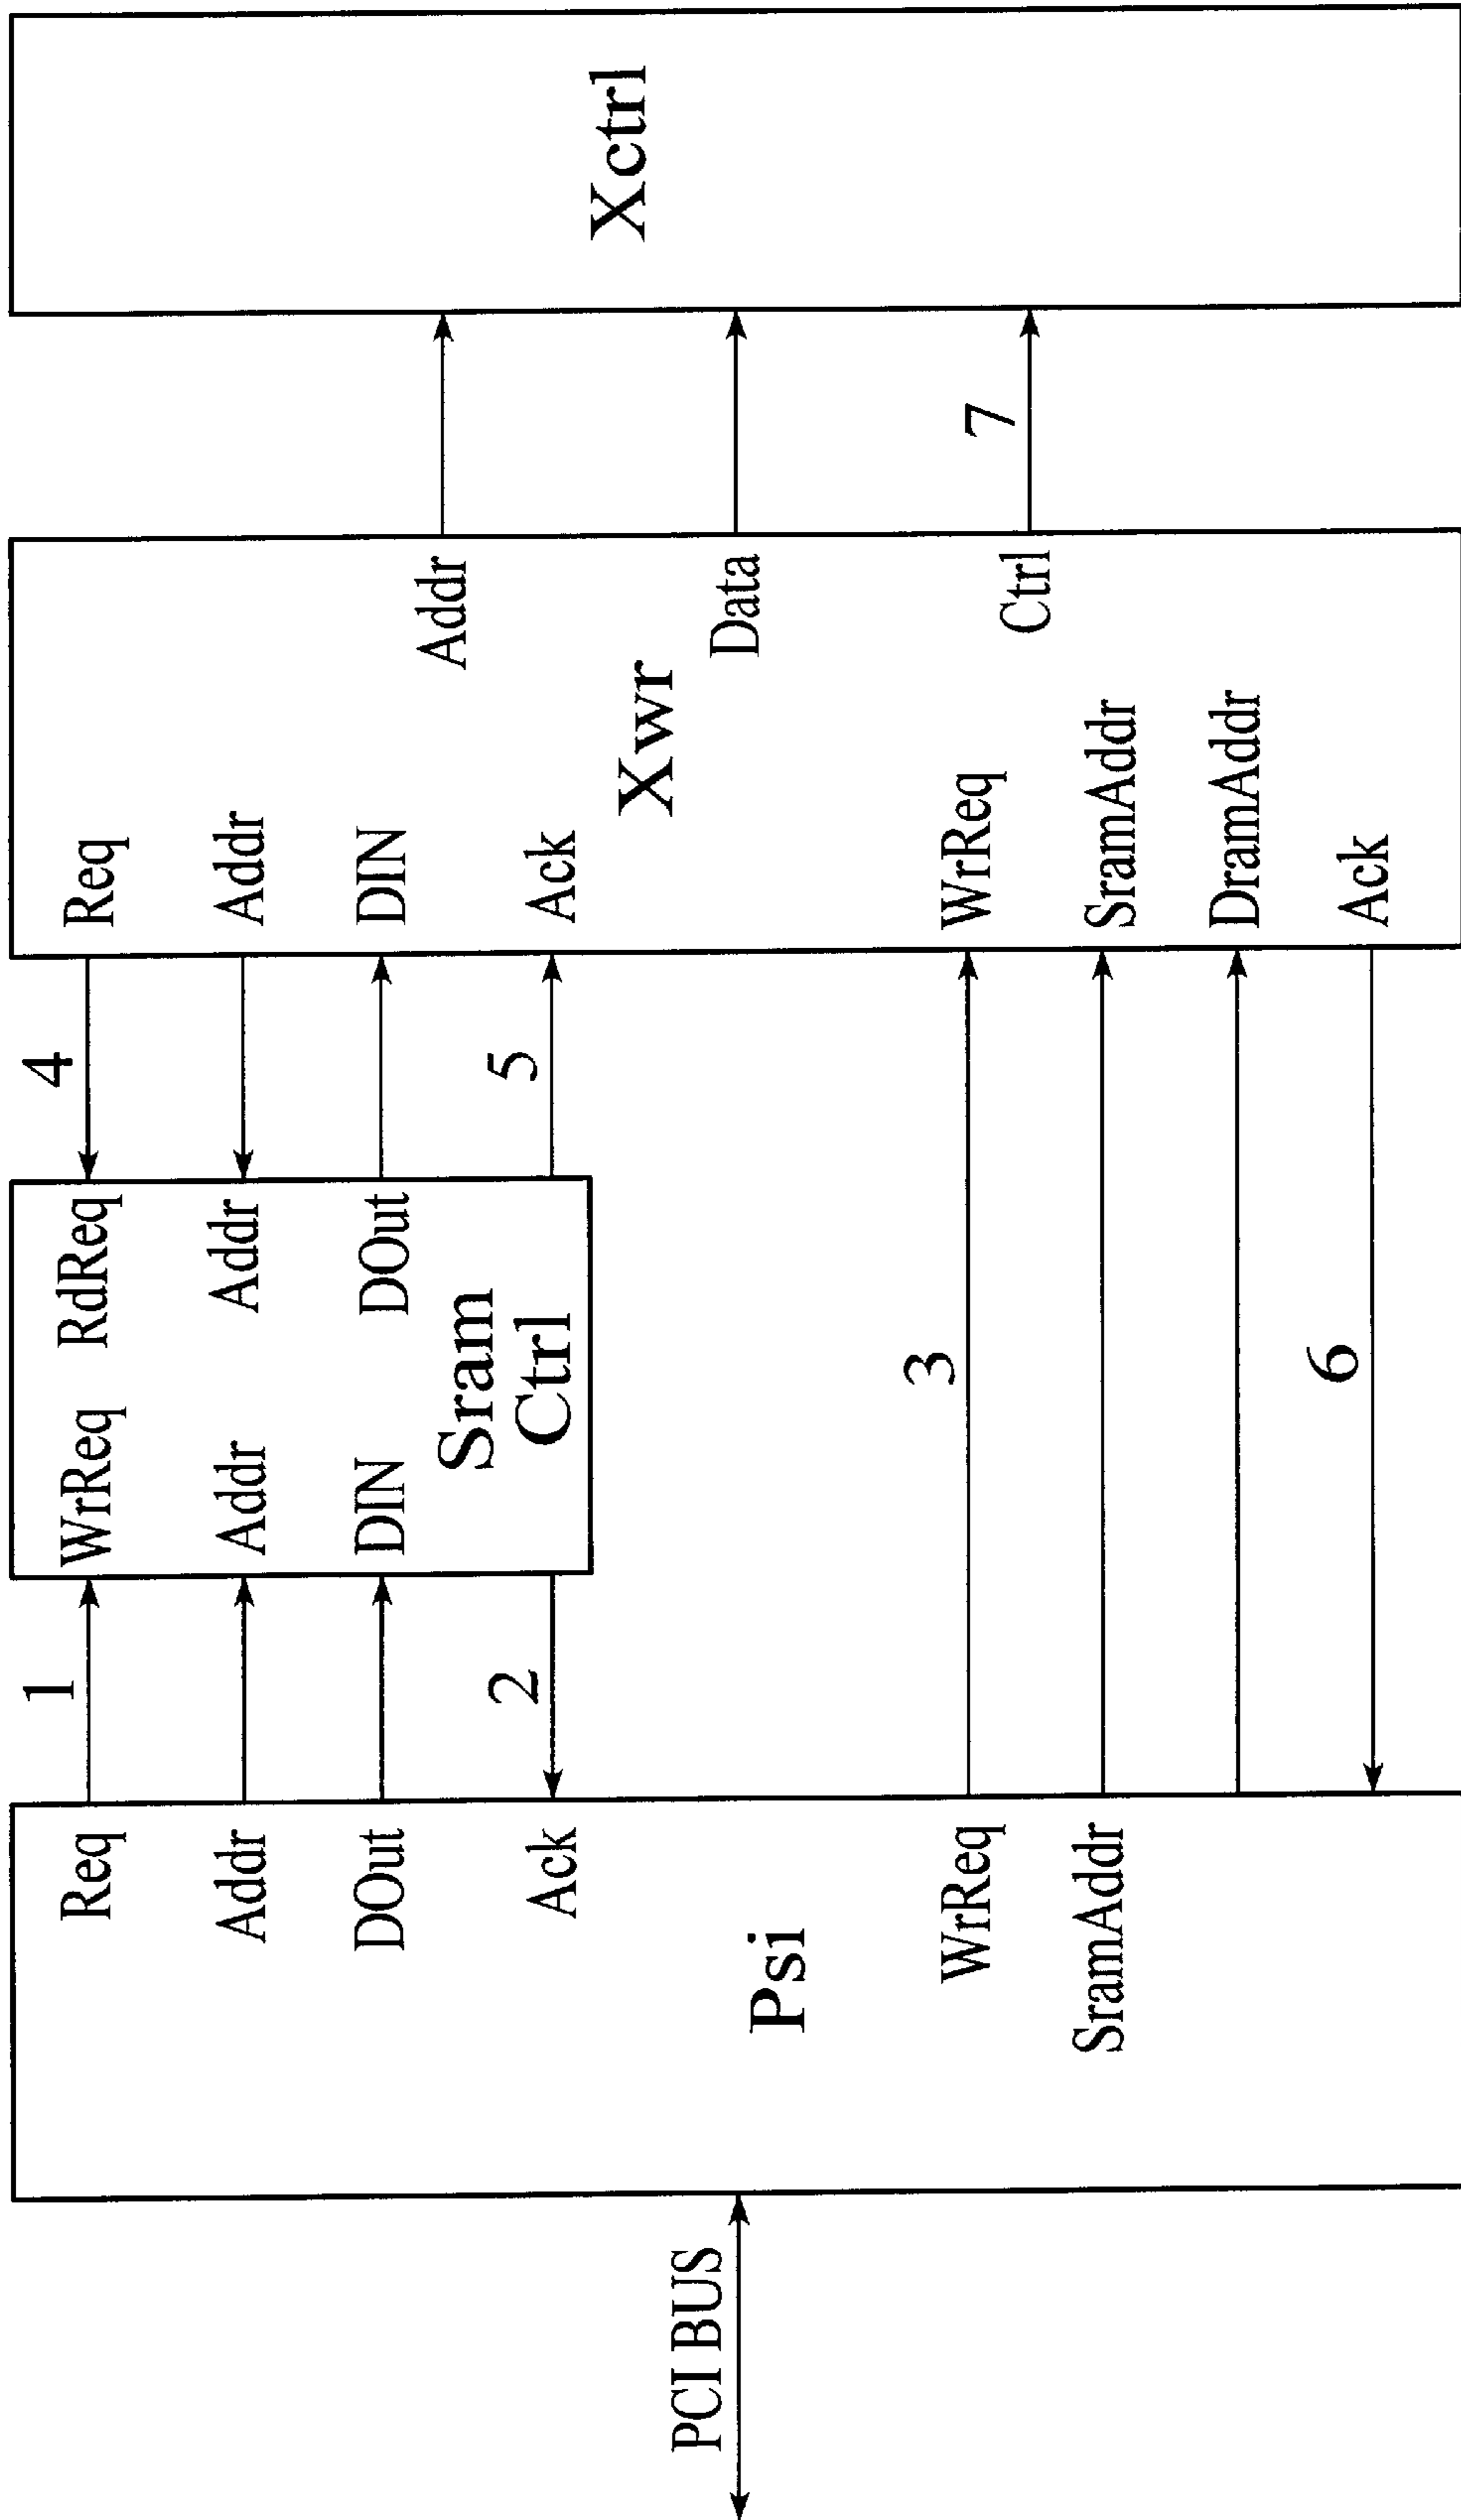 PCI BUS
Req
Addr
DOut
Ack
Psi
WrReq
SramAddr
1
2
3
6
WrReq RdReq
Addr Addr
DIN DOut
Sram
Ctrl
4
5
Req
Addr
DIN
Ack
Xwr
WrReq
SramAddr
DramAddr
Ack
Addr
Data
Ctrl
7
Xctrl